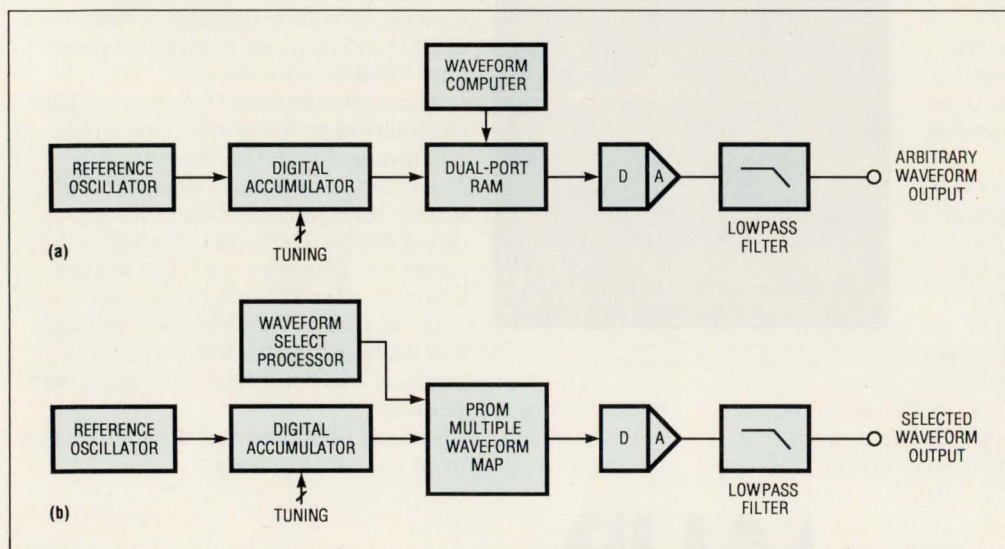 WAVEFORM
COMPUTER
REFERENCE
OSCILLATOR
DIGITAL
ACCUMULATOR
DUAL-PORT
RAM
D
A
ARBITRARY
WAVEFORM
OUTPUT
LOWPASS
FILTER
(a)
TUNING
WAVEFORM
SELECT
PROCESSOR
REFERENCE
OSCILLATOR
DIGITAL
ACCUMULATOR
PROM
MULTIPLE
WAVEFORM
MAP
D
A
SELECTED
WAVEFORM
OUTPUT
LOWPASS
FILTER
(b)
TUNING